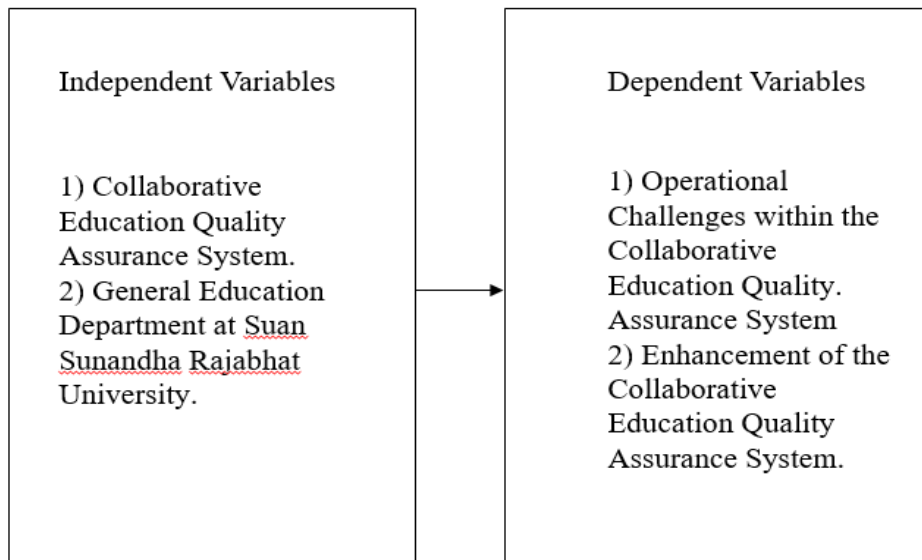 Independent Variables
1) Collaborative
Education Quality
Assurance System.
2) General Education
Department at Suan
Sunandha Rajabhat
University.
Dependent Variables
1) Operational
Challenges within the
Collaborative
Education Quality.
Assurance System
2) Enhancement of the
Collaborative
Education Quality
Assurance System.